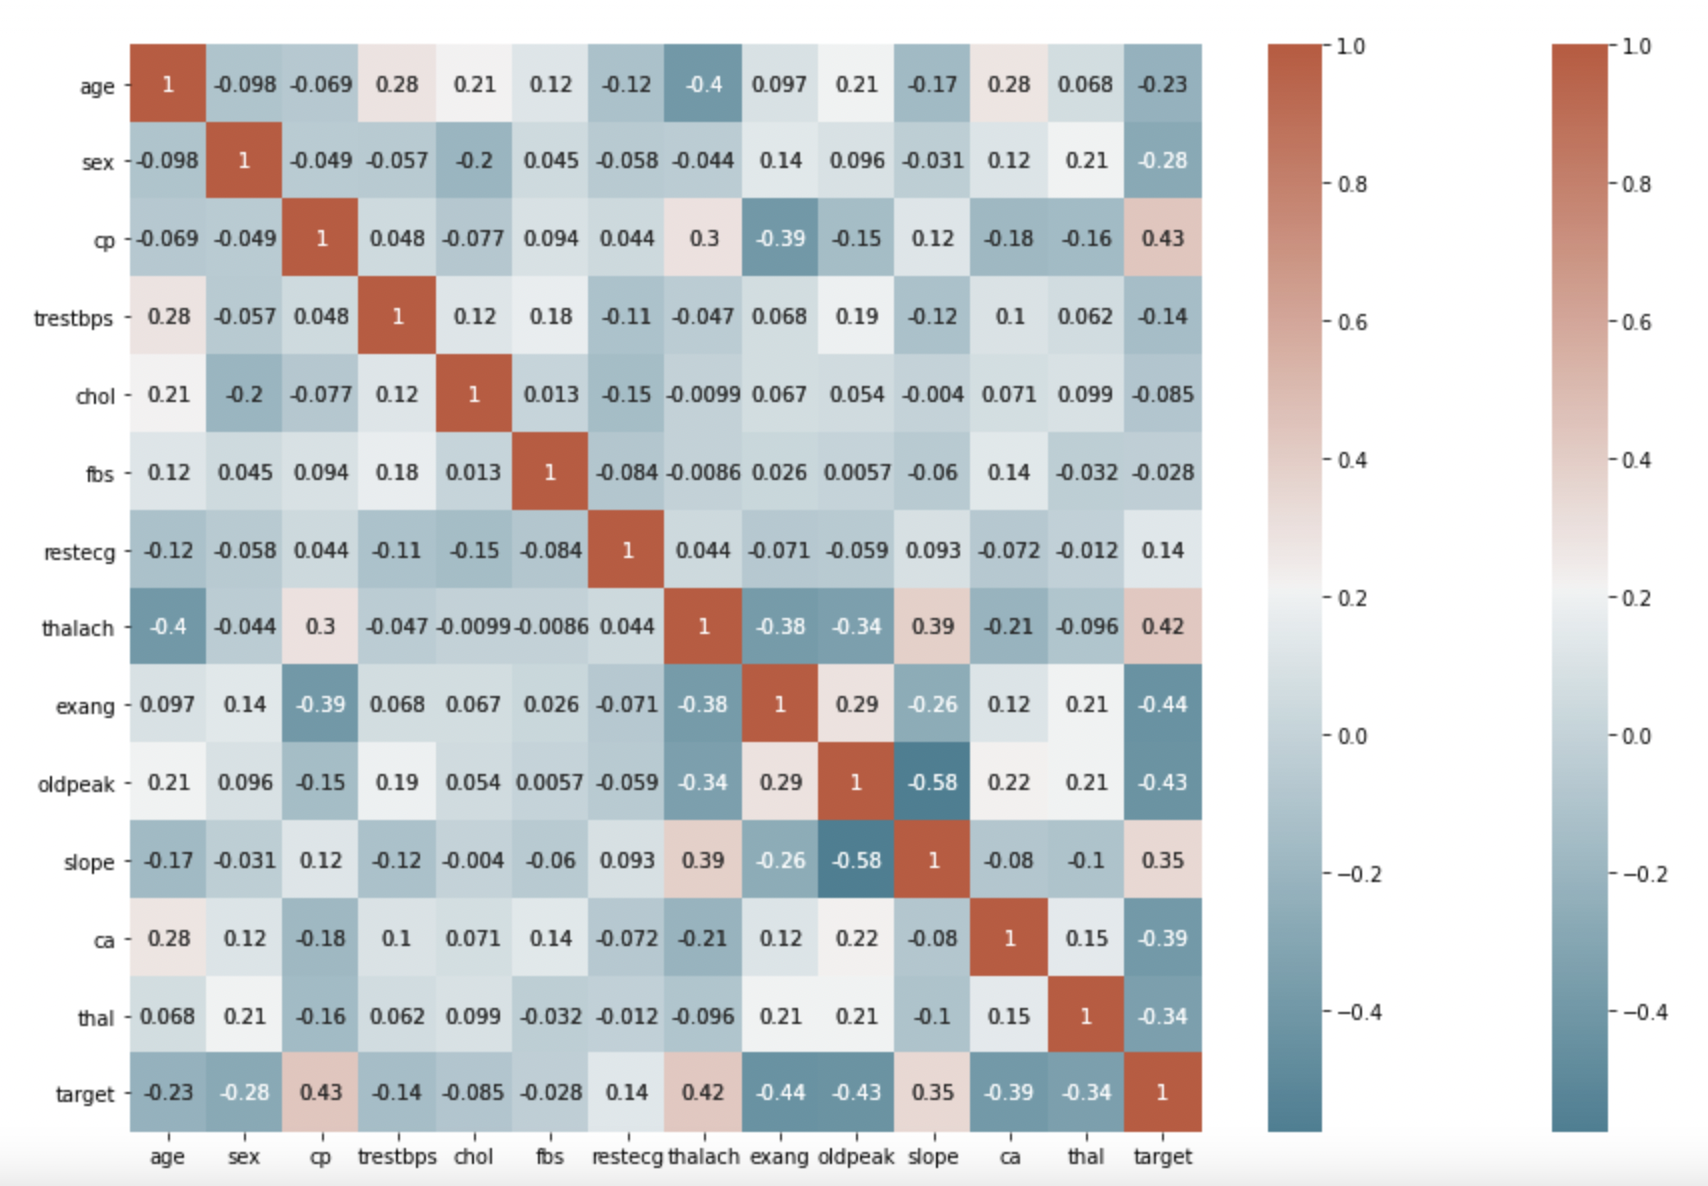 age 1 -0.098 -0.069 0.28 0.21 0.12 -0.12 -0.4 0.097 0.21 -0.17 0.28 0.068 -0.23
sex -0.098 1 -0.049 -0.057 -0.2 0.045 -0.058 -0.044 0.14 0.096 -0.031 0.12 0.21 -0.28
cp -0.069 -0.049 1 0.048 -0.077 0.094 0.044 0.3 -0.39 -0.15 0.12 -0.18 -0.16 0.43
trestbps 0.28 -0.057 0.048 1 0.12 0.18 -0.11 -0.047 0.068 0.19 -0.12 0.1 0.062 -0.14
chol 0.21 -0.2 -0.077 0.12 1 0.013 -0.15 -0.0099 0.067 0.054 -0.004 0.071 0.099 -0.085
fbs 0.12 0.045 0.094 0.18 0.013 1 -0.084 -0.0086 0.026 0.0057 -0.06 0.14 -0.032 -0.028
restecg -0.12 -0.058 0.044 -0.11 -0.15 -0.084 1 0.044 -0.071 -0.059 0.093 -0.072 -0.012 0.14
thalach -0.4 -0.044 0.3 -0.047 -0.0099 -0.0086 0.044 1 -0.38 -0.34 0.39 -0.21 -0.096 0.42
exang 0.097 0.14 -0.39 0.068 0.067 0.026 -0.071 -0.38 1 0.29 -0.26 0.12 0.21 -0.44
oldpeak 0.21 0.096 -0.15 0.19 0.054 0.0057 -0.059 -0.34 0.29 1 -0.58 0.22 0.21 -0.43
slope -0.17 -0.031 0.12 -0.12 -0.004 -0.06 0.093 0.39 -0.26 -0.58 1 -0.08 -0.1 0.35
ca 0.28 0.12 -0.18 0.1 0.071 0.14 -0.072 -0.21 0.12 0.22 -0.08 1 0.15 -0.39
thal 0.068 0.21 -0.16 0.062 0.099 -0.032 -0.012 -0.096 0.21 0.21 -0.1 0.15 1 -0.34
target -0.23 -0.28 0.43 -0.14 -0.085 -0.028 0.14 0.42 -0.44 -0.43 0.35 -0.39 -0.34 1
age sex cp trestbps chol fbs restecg thalach exang oldpeak slope ca thal target
1.0
0.8
0.6
0.4
0.2
0.0
−0.2
−0.4
1.0
0.8
0.6
0.4
0.2
0.0
−0.2
−0.4